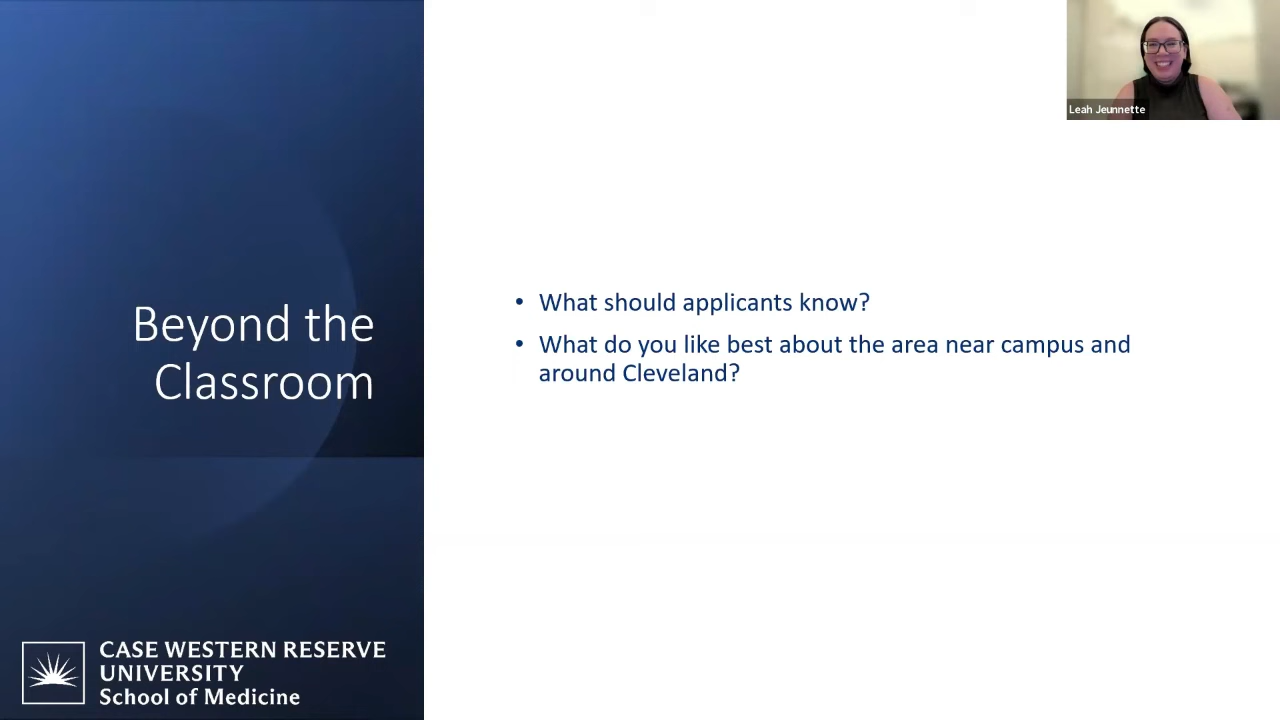 Leah Jeunnette
Beyond the
Classroom
• What should applicants know?
• What do you like best about the area near campus and
around Cleveland?
CASE WESTERN RESERVE
UNIVERSITY
School of Medicine